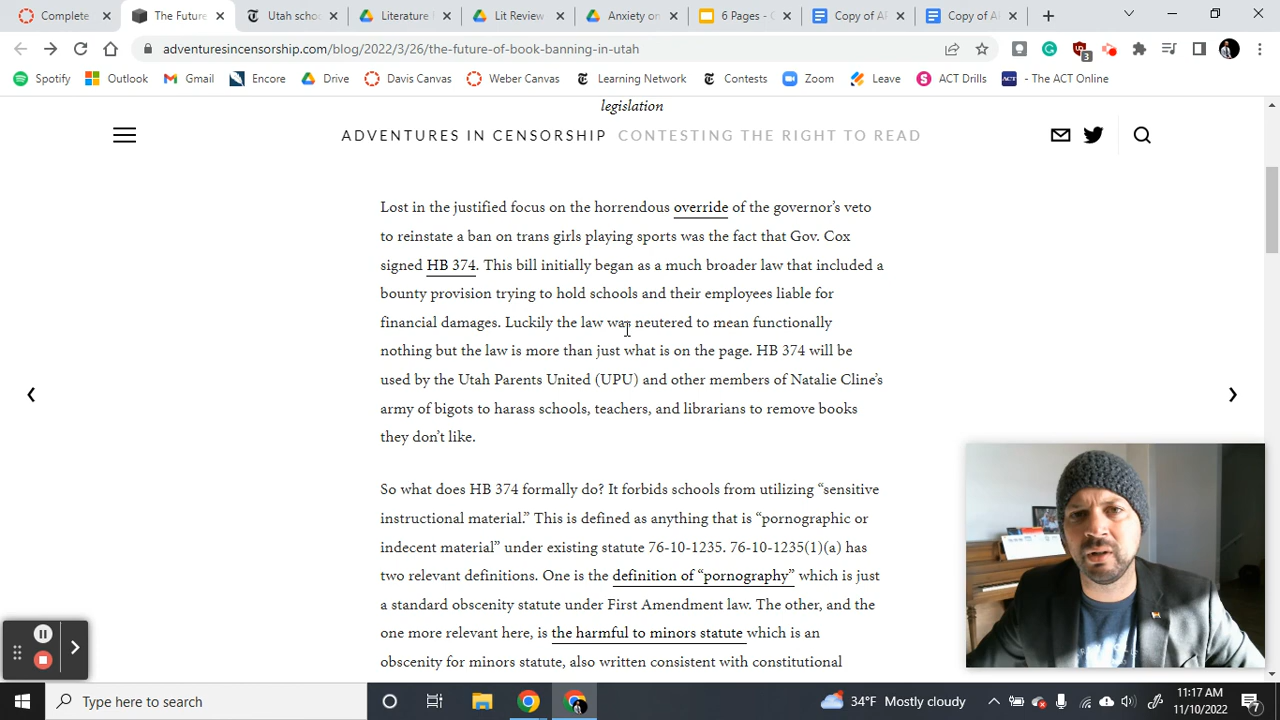 Complete
The Future
Utah scho
Literature
Lit Review
Anxiety or
6 Pages -
Copy of AF
Copy of AF
adventuresincensorship.com/blog/2022/3/26/the-future-of-book-banning-in-utah
3
Spotify
Outlook
Gmail
Encore
Drive
Davis Canvas
Weber Canvas
Learning Network
Contests
Zoom
Leave
ACT Drills
- The ACT Online
legislation
ADVENTURES IN CENSORSHIP CONTESTING THE RIGHT TO READ
Lost in the justified focus on the horrendous override of the governor's veto
to reinstate a ban on trans girls playing sports was the fact that Gov. Cox
signed HB 374. This bill initially began as a much broader law that included a
bounty provision trying to hold schools and their employees liable for
financial damages. Luckily the law was neutered to mean functionally
nothing but the law is more than just what is on the page. HB 374 will be
used by the Utah Parents United (UPU) and other members of Natalie Cline's
army of bigots to harass schools, teachers, and librarians to remove books
they don't like.
So what does HB 374 formally do? It forbids schools from utilizing “sensitive
instructional material.” This is defined as anything that is “pornographic or
indecent material” under existing statute 76-10-1235. 76-10-1235(1)(a) has
two relevant definitions. One is the definition of “pornography” which is just
a standard obscenity statute under First Amendment law. The other, and the
one more relevant here, is the harmful to minors statute which is an
obscenity for minors statute, also written consistent with constitutional
Type here to search
34°F Mostly cloudy
11:17 AM
11/10/2022
7